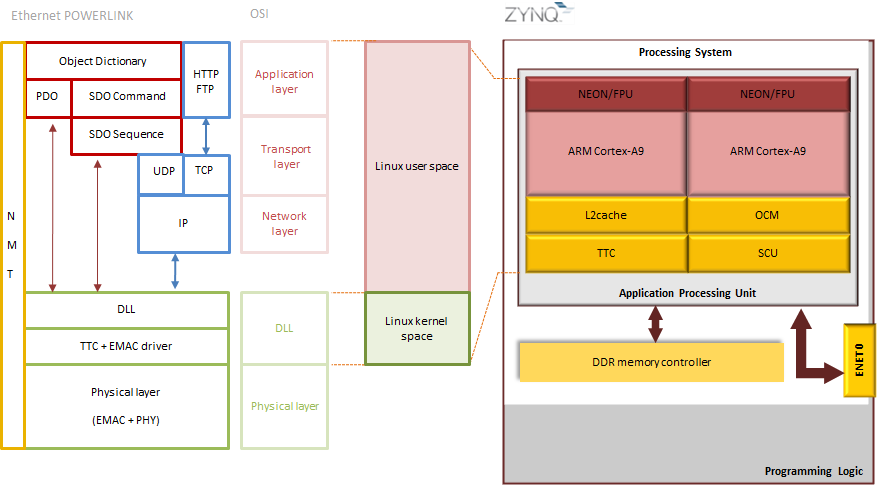 Ethernet POWERLINK
OSI
ZYNQ
Object Dictionary
PDO
SDO Command
SDO Sequence
HTTP
FTP
UDP
TCP
IP
N
M
T
DLL
TTC + EMAC driver
Physical layer
(EMAC + PHY)
Application
layer
Transport
layer
Network
layer
DLL
Physical layer
Linux user space
Linux kernel
space
Processing System
NEON/FPU
NEON/FPU
ARM Cortex-A9
ARM Cortex-A9
L2cache
OCM
TTC
SCU
Application Processing Unit
DDR memory controller
ENET0
Programming Logic